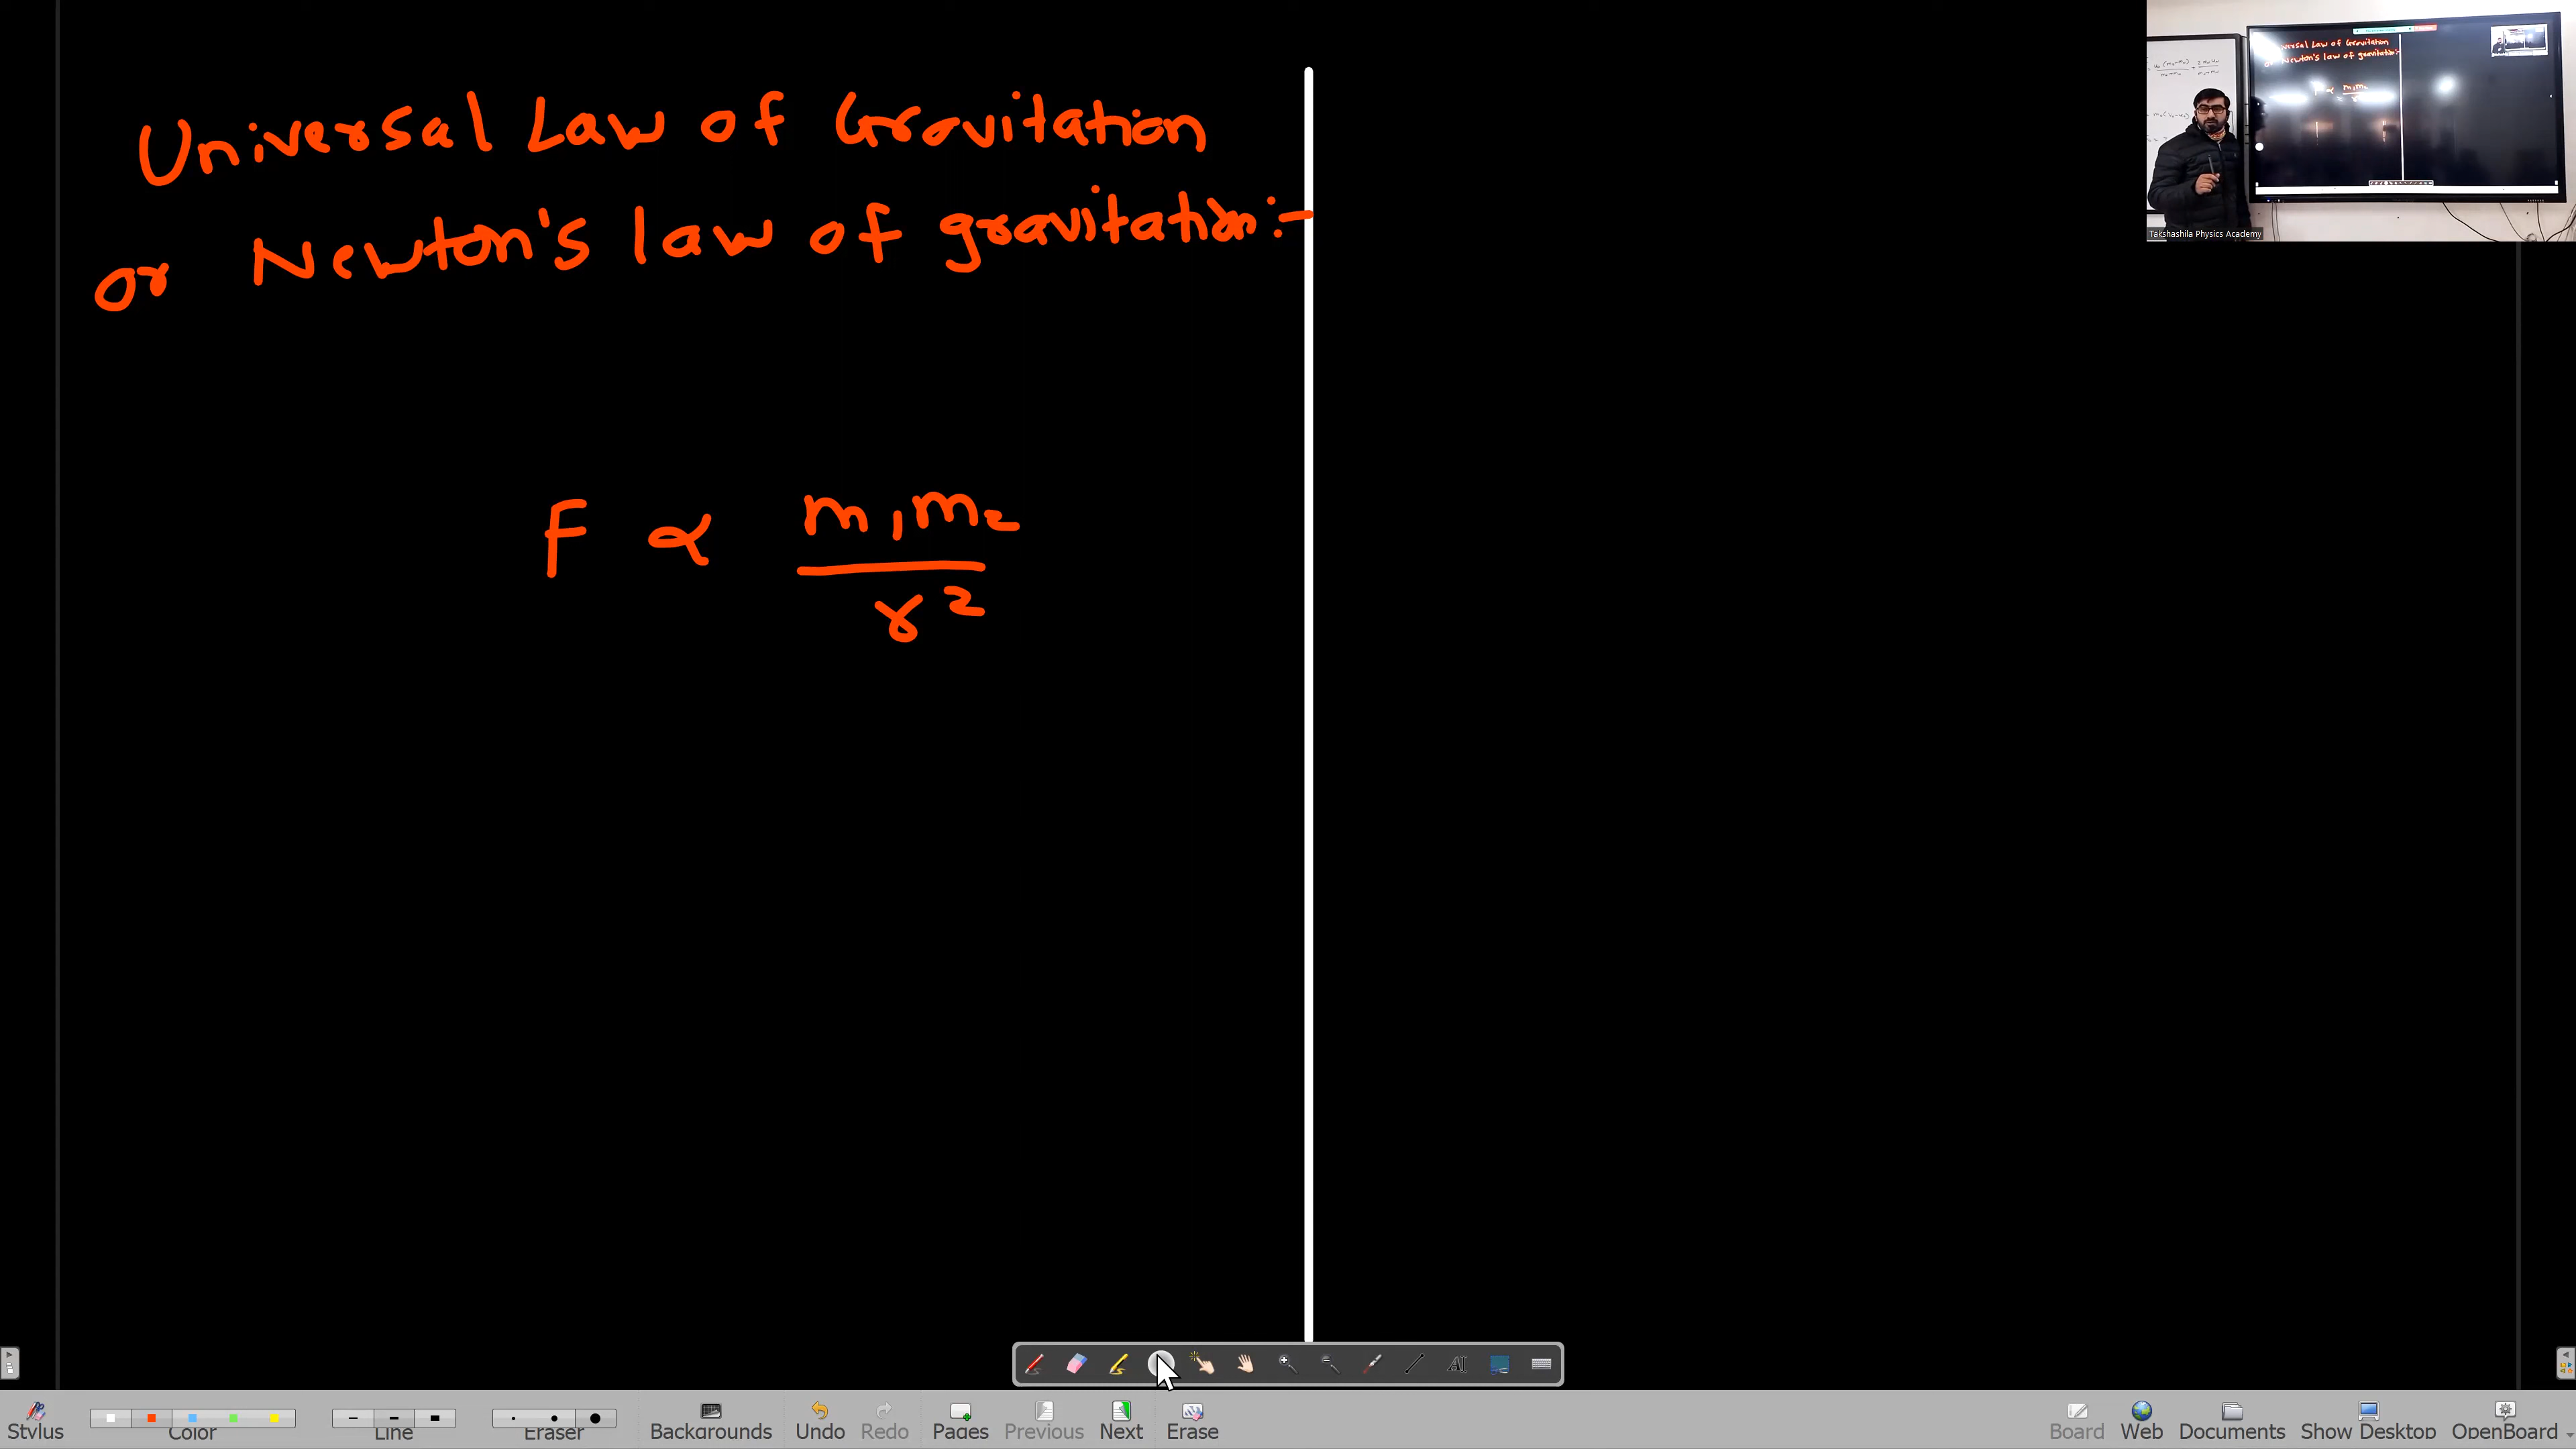 Universal Law of Gravitation
or Newton's law of gravitation:-
F ∝ m₁m₂
r²
Takshashila Physics Academy
Stylus Color Line Eraser Backgrounds Undo Redo Pages Previous Next Erase Board Web Documents Show Desktop OpenBoard